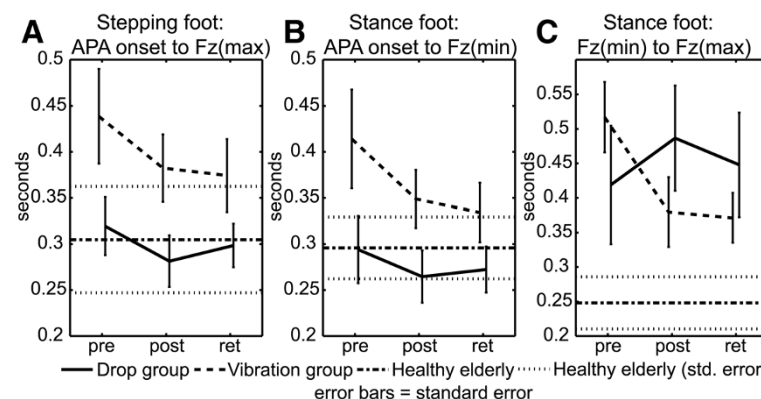 A Stepping foot:
APA onset to Fz(max)
0.5
0.45
0.4
0.35
0.3
0.25
0.2
seconds
pre post ret
B Stance foot:
APA onset to Fz(min)
0.5
0.45
0.4
0.35
0.3
0.25
0.2
seconds
pre post ret
C Stance foot:
Fz(min) to Fz(max)
0.55
0.5
0.45
0.4
0.35
0.3
0.25
0.2
seconds
pre post ret
Drop group Vibration group Healthy elderly Healthy elderly (std. error
error bars = standard error